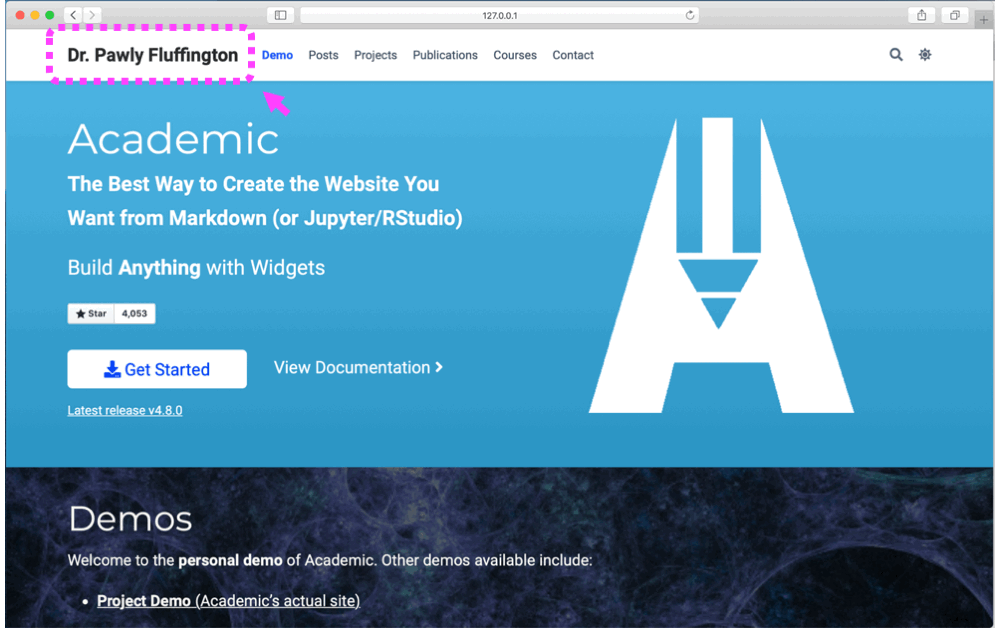 127.0.0.1
Dr. Pawly Fluffington Demo Posts Projects Publications Courses Contact
Academic
The Best Way to Create the Website You
Want from Markdown (or Jupyter/RStudio)
Build Anything with Widgets
Star 4,053
Get Started View Documentation
Latest release v4.8.0
Demos
Welcome to the personal demo of Academic. Other demos available include:
• Project Demo (Academic’s actual site)